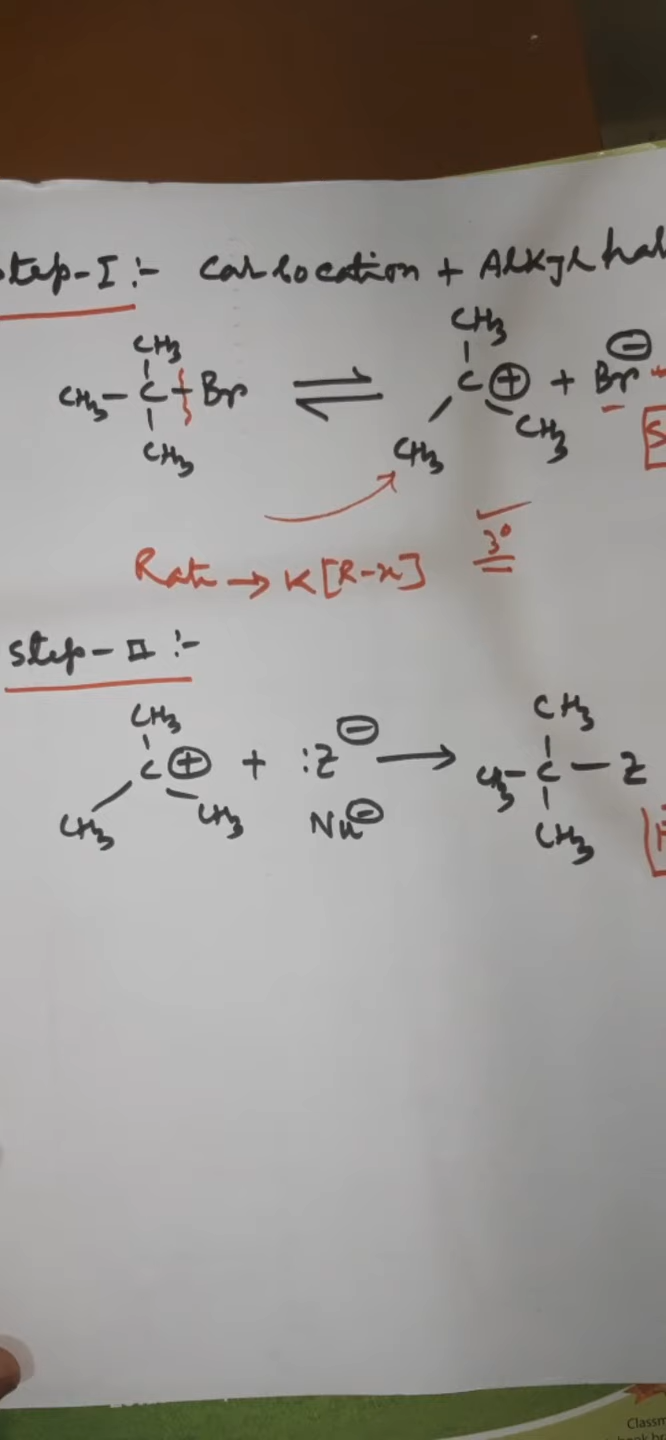 Step-I :- Carbocation + Alkyl hal
CH3 CH3
CH3-C-Br ⇌ C⊕ + Br⊖
CH3 CH3 CH3
S
Rate → K[R-x] 3°
Step-II :-
CH3 CH3
C⊕ + :Z⊖ → CH3-C-Z
CH3 CH3 Nu⊖ CH3
Classm